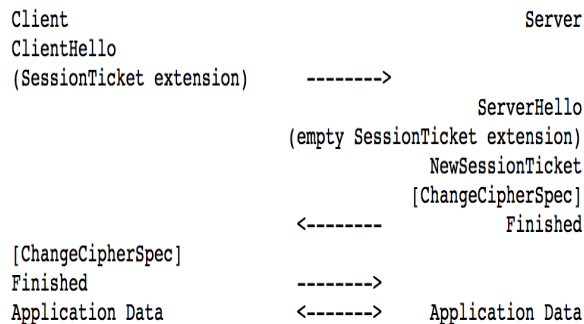 Client Server
ClientHello
(SessionTicket extension) -------->
ServerHello
(empty SessionTicket extension)
NewSessionTicket
[ChangeCipherSpec]
<-------- Finished
[ChangeCipherSpec]
Finished -------->
Application Data <-------> Application Data